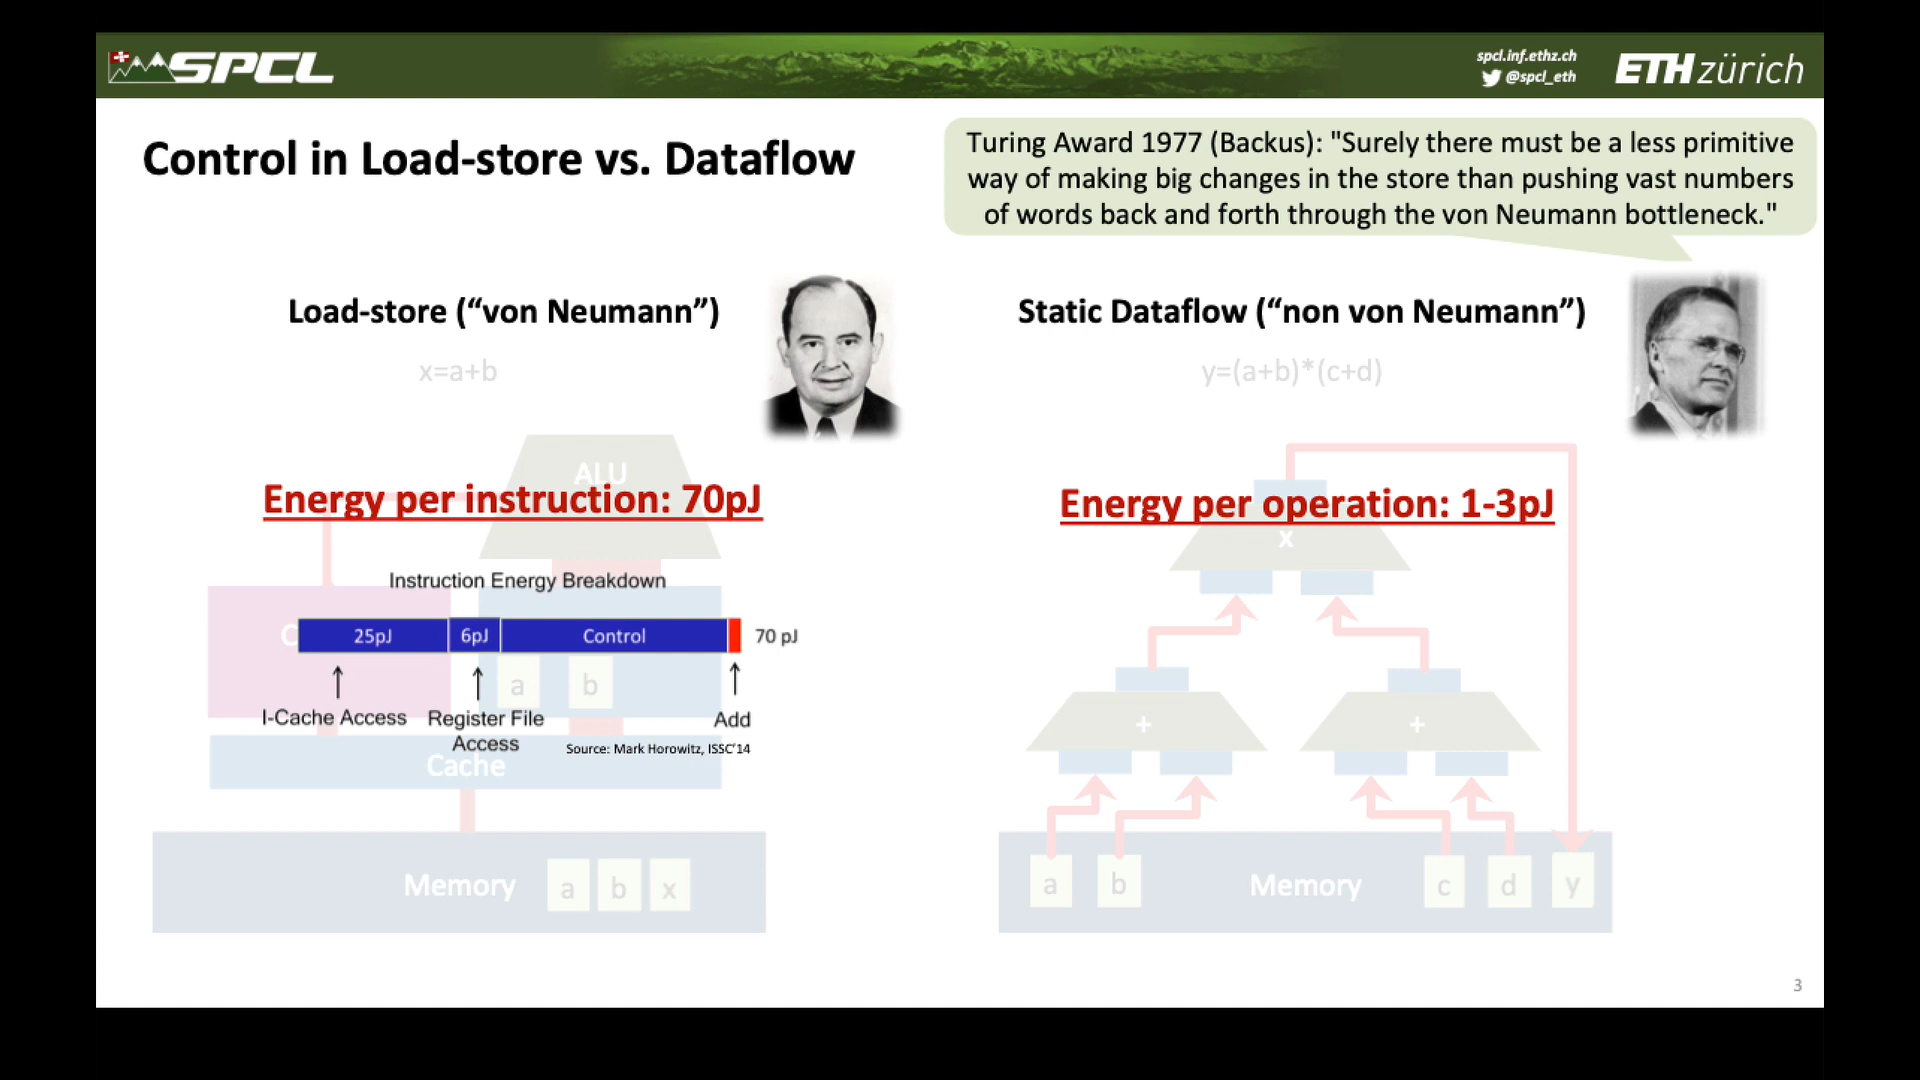 SPCL
spcl.inf.ethz.ch
@spcl_eth
ETH zürich
Control in Load-store vs. Dataflow
Turing Award 1977 (Backus): "Surely there must be a less primitive
way of making big changes in the store than pushing vast numbers
of words back and forth through the von Neumann bottleneck."
Load-store (“von Neumann”)
x=a+b
ALU
Energy per instruction: 70pJ
Instruction Energy Breakdown
C
25pJ
6pJ
Control
70 pJ
a
b
I-Cache Access
Register File
Access
Add
Source: Mark Horowitz, ISSC’14
Cache
Memory
a
b
x
Static Dataflow (“non von Neumann”)
y=(a+b)*(c+d)
Energy per operation: 1-3pJ
x
+
+
a
b
Memory
c
d
y
3